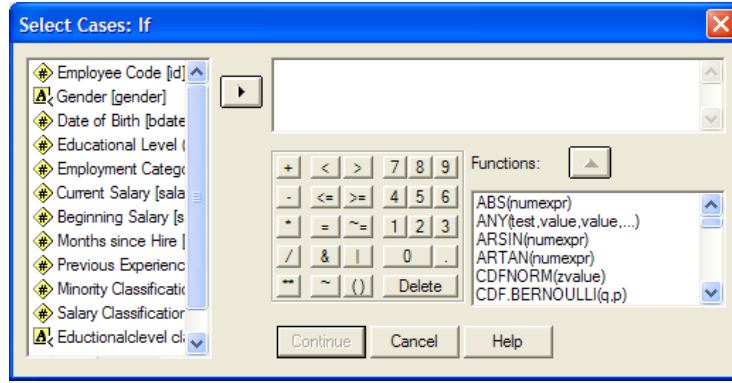 Select Cases: If
Employee Code [id]
Gender [gender]
Date of Birth [bdate
Educational Level (
Employment Catego
Current Salary [sala
Beginning Salary [s
Months since Hire [
Previous Experienc
Minority Classificatic
Salary Classification
Eductionalclevel cla
+ < > 7 8 9
- <= >= 4 5 6
* = ~= 1 2 3
/ & | 0 .
** ~ () Delete
Functions:
ABS(numexpr)
ANY(test,value,value,...)
ARSIN(numexpr)
ARTAN(numexpr)
CDFNORM(zvalue)
CDF.BERNOULLI(q,p)
Continue Cancel Help